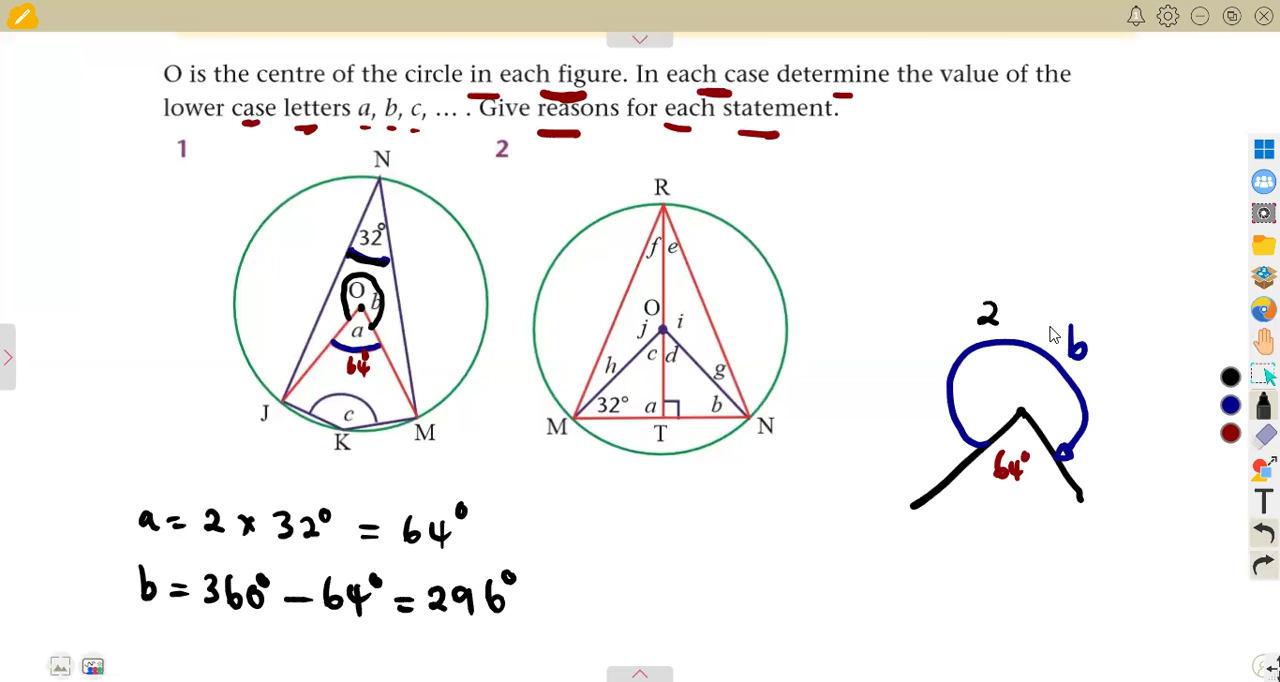 O is the centre of the circle in each figure. In each case determine the value of the
lower case letters a, b, c, … . Give reasons for each statement.
1
2
N
32°
O
b
a
64°
J
c
K
M
R
f e
O
j i
c d
h
g
32° a
b
M
T
N
2
b
64°
a = 2 × 32° = 64°
b = 360° – 64° = 296°
T